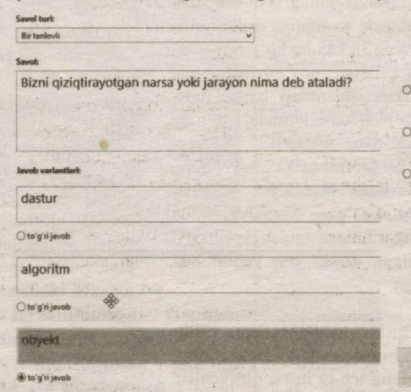 Savol turi:
Bir tanlovli
Savol:
Bizni qiziqtirayotgan narsa yoki jarayon nima deb ataladi?
Javob variantlari:
dastur
to'g'ri javob
algoritm
to'g'ri javob
obyekt
to'g'ri javob